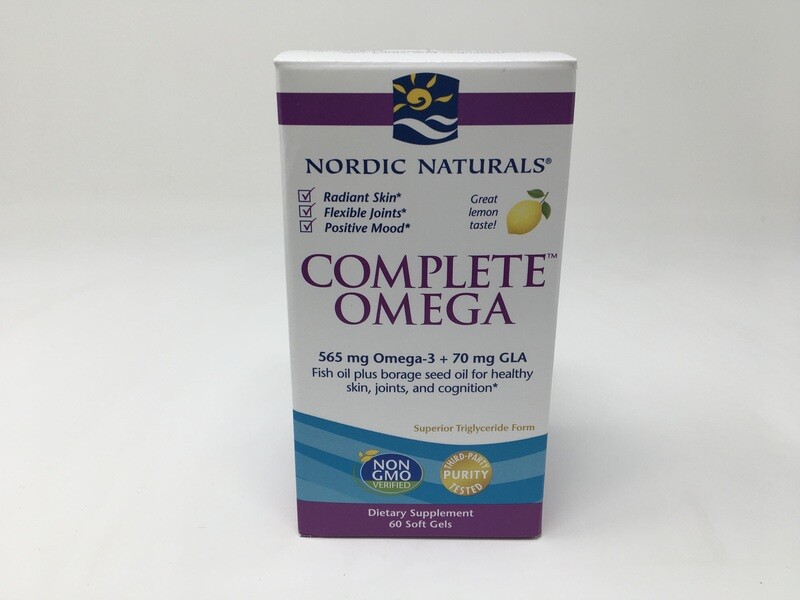 NORDIC NATURALS®
Radiant Skin*
Flexible Joints*
Positive Mood*
Great
lemon
taste!
COMPLETE™
OMEGA
565 mg Omega-3 + 70 mg GLA
Fish oil plus borage seed oil for healthy
skin, joints, and cognition*
Superior Triglyceride Form
NON
GMO
VERIFIED
THIRD-PARTY
PURITY
TESTED
Dietary Supplement
60 Soft Gels